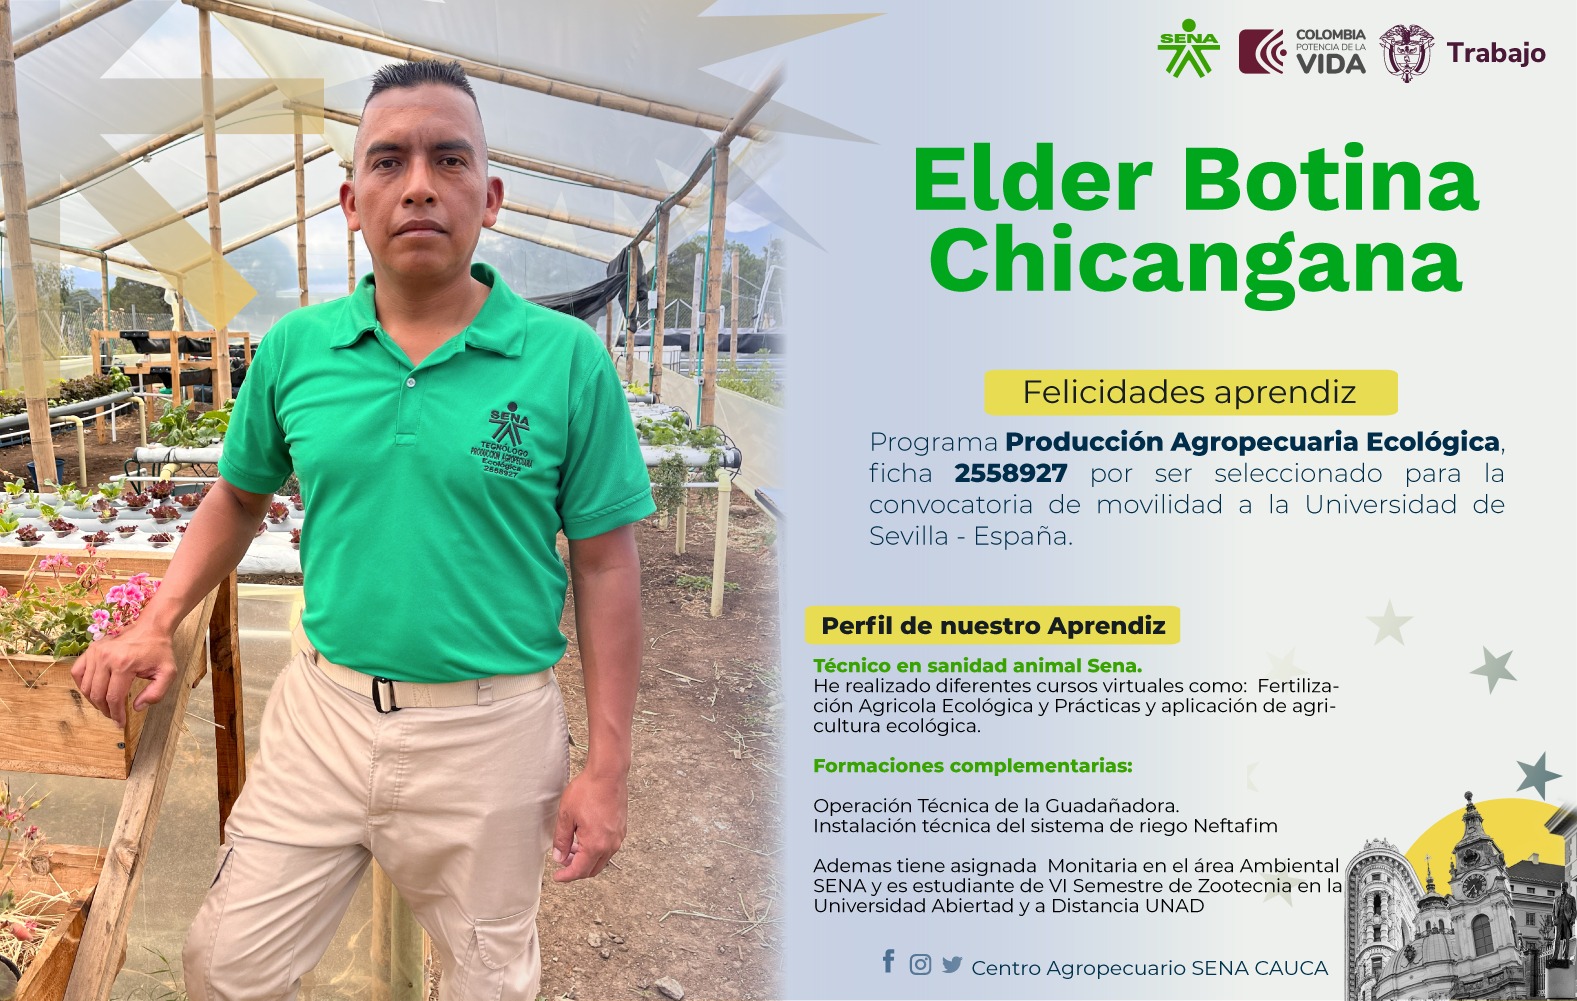 SENA
COLOMBIA
POTENCIA DE LA
VIDA
Trabajo
Elder Botina
Chicangana
Felicidades aprendiz
Programa Producción Agropecuaria Ecológica,
ficha 2558927 por ser seleccionado para la
convocatoria de movilidad a la Universidad de
Sevilla - España.
SENA
TECNÓLOGO
PRODUCCIÓN AGROPECUARIA
Ecológica
2558927
Perfil de nuestro Aprendiz
Técnico en sanidad animal Sena.
He realizado diferentes cursos virtuales como:  Fertiliza-
ción Agricola Ecológica y Prácticas y aplicación de agri-
cultura ecológica.
Formaciones complementarias:
Operación Técnica de la Guadañadora.
Instalación técnica del sistema de riego Neftafim
Ademas tiene asignada  Monitaria en el área Ambiental
SENA y es estudiante de VI Semestre de Zootecnia en la
Universidad Abiertad y a Distancia UNAD
Centro Agropecuario SENA CAUCA